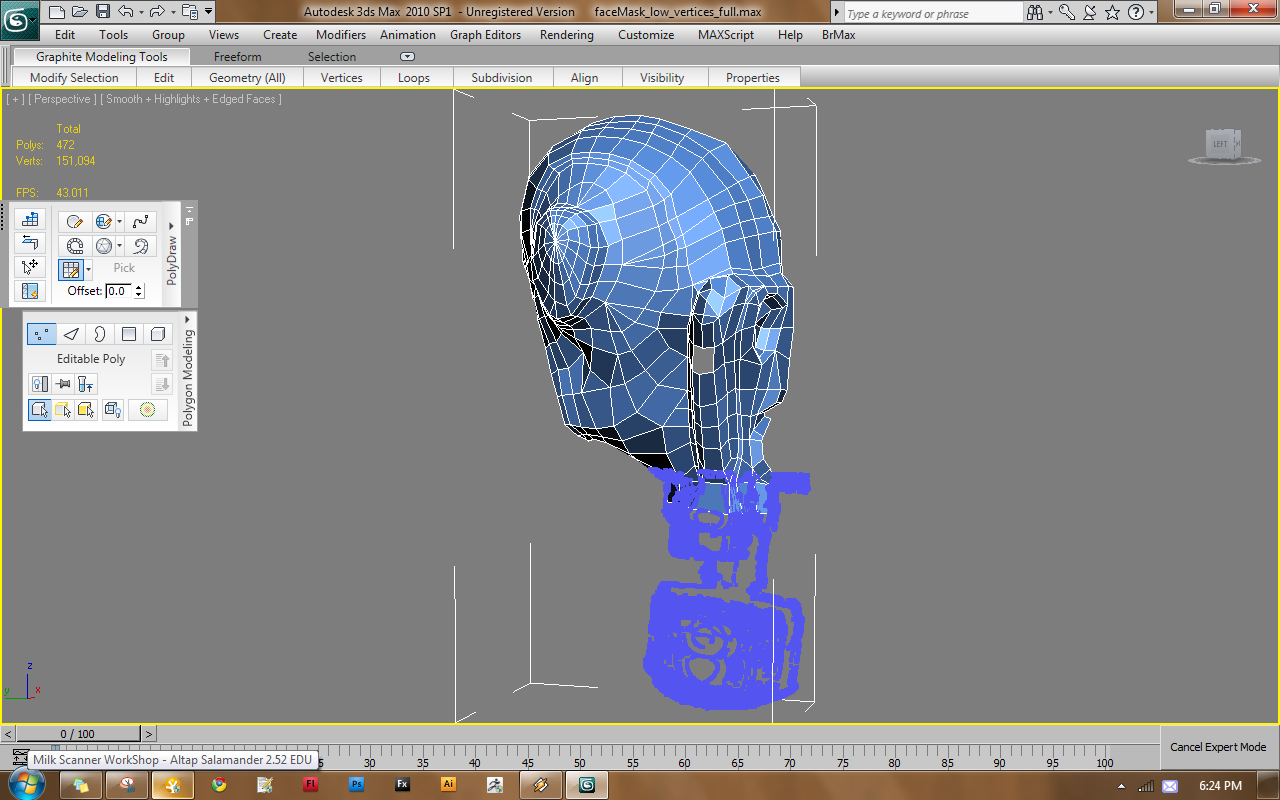 Autodesk 3ds Max 2010 SP1 - Unregistered Version faceMask_low_vertices_full.max
Type a keyword or phrase
Edit Tools Group Views Create Modifiers Animation Graph Editors Rendering Customize MAXScript Help BrMax
Graphite Modeling Tools Freeform Selection
Modify Selection Edit Geometry (All) Vertices Loops Subdivision Align Visibility Properties
[ + ] [ Perspective ] [ Smooth + Highlights + Edged Faces ]
Total
Polys: 472
Verts: 151,094
FPS: 43.011
LEFT
Pick
Offset: 0.0
PolyDraw
Editable Poly
Polygon Modeling
z
y x
< 0 / 100 >
Cancel Expert Mode
25 30 35 40 45 50 55 60 65 70 75 80 85 90 95 100
Milk Scanner WorkShop - Altap Salamander 2.52 EDU
Fl Ps Fx Ai
6:24 PM